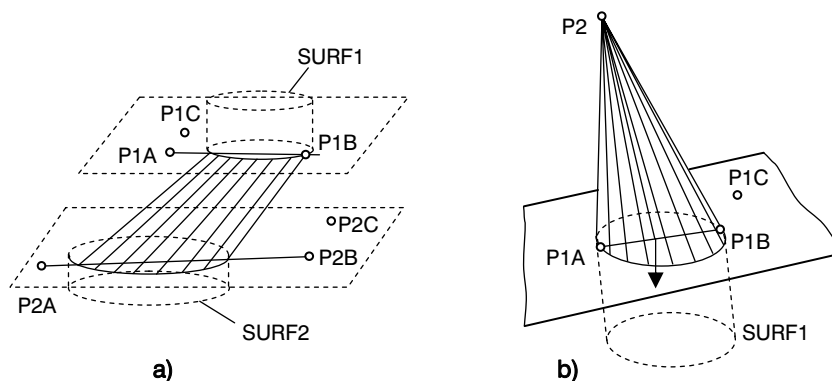 SURF1
P1C
P1A
P1B
P2C
P2B
P2A
SURF2
a)
P2
P1C
P1A
P1B
SURF1
b)